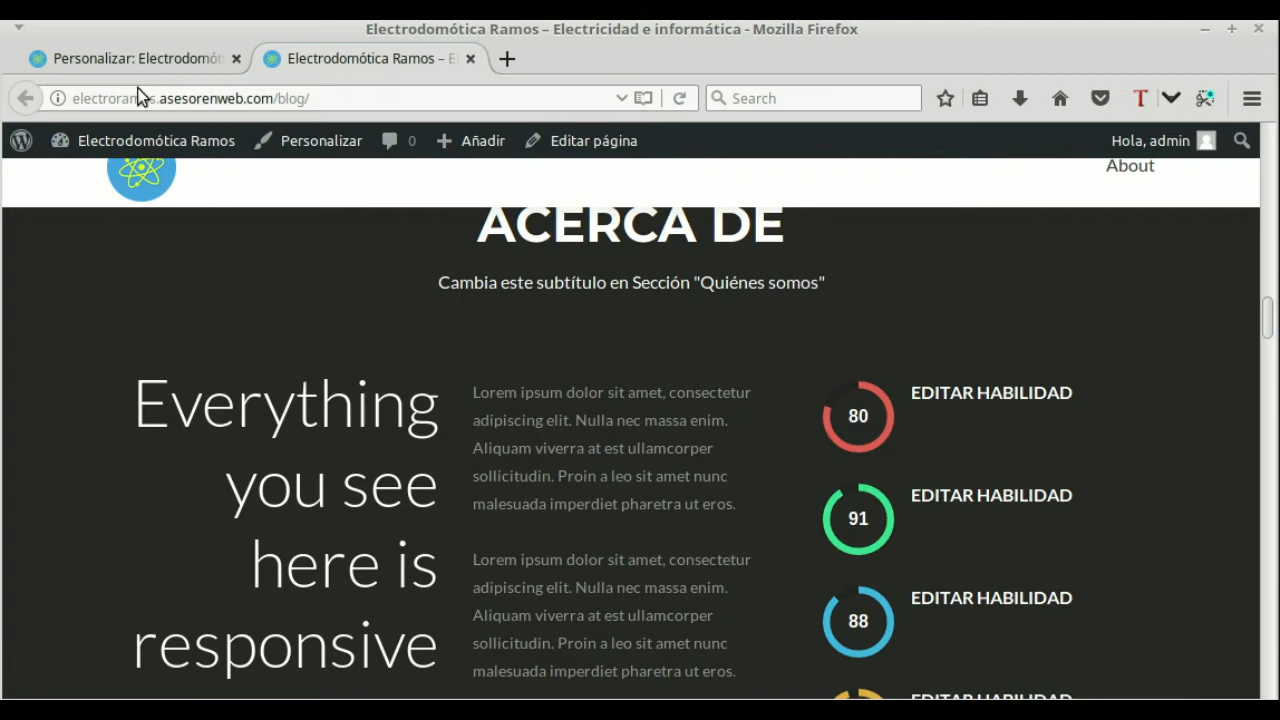 Electrodomótica Ramos – Electricidad e informática - Mozilla Firefox
Personalizar: Electrodomót
Electrodomótica Ramos – El
asesorenweb.com/blog/
Search
Electrodomótica Ramos
Personalizar
0
Añadir
Editar página
Hola, admin
About
ACERCA DE
Cambia este subtítulo en Sección "Quiénes somos"
Everything
you see
here is
responsive
Lorem ipsum dolor sit amet, consectetur
adipiscing elit. Nulla nec massa enim.
Aliquam viverra at est ullamcorper
sollicitudin. Proin a leo sit amet nunc
malesuada imperdiet pharetra ut eros.
Lorem ipsum dolor sit amet, consectetur
adipiscing elit. Nulla nec massa enim.
Aliquam viverra at est ullamcorper
sollicitudin. Proin a leo sit amet nunc
malesuada imperdiet pharetra ut eros.
80
EDITAR HABILIDAD
91
EDITAR HABILIDAD
88
EDITAR HABILIDAD
EDITAR HABILIDAD